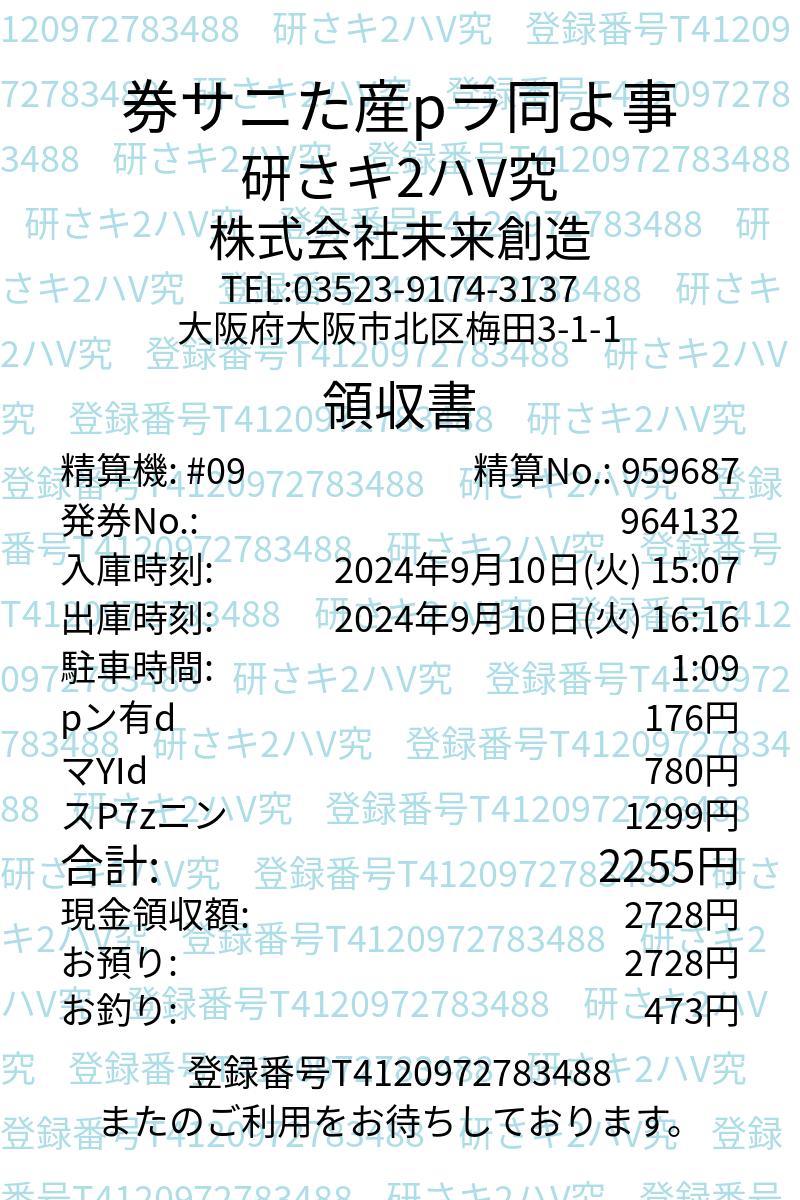 券サニた産pラ同よ事
研さキ2ハV究
株式会社未来創造
TEL:03523-9174-3137
大阪府大阪市北区梅田3-1-1
領収書
精算機: #09 精算No.: 959687
発券No.: 964132
入庫時刻: 2024年9月10日(火) 15:07
出庫時刻: 2024年9月10日(火) 16:16
駐車時間: 1:09
pン有d 176円
マYId 780円
スP7zニン 1299円
合計: 2255円
現金領収額: 2728円
お預り: 2728円
お釣り: 473円
登録番号T4120972783488
またのご利用をお待ちしております。